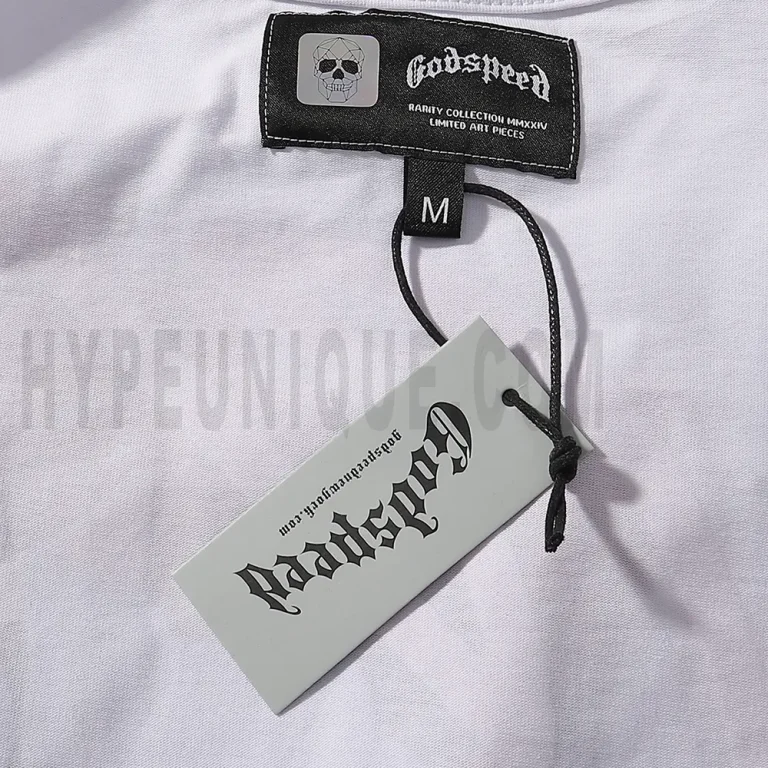 Godspeed
RARITY COLLECTION MMXXIV
LIMITED ART PIECES
M
HYPEUNIQUE.COM
Godspeed
godspeednewyork.com